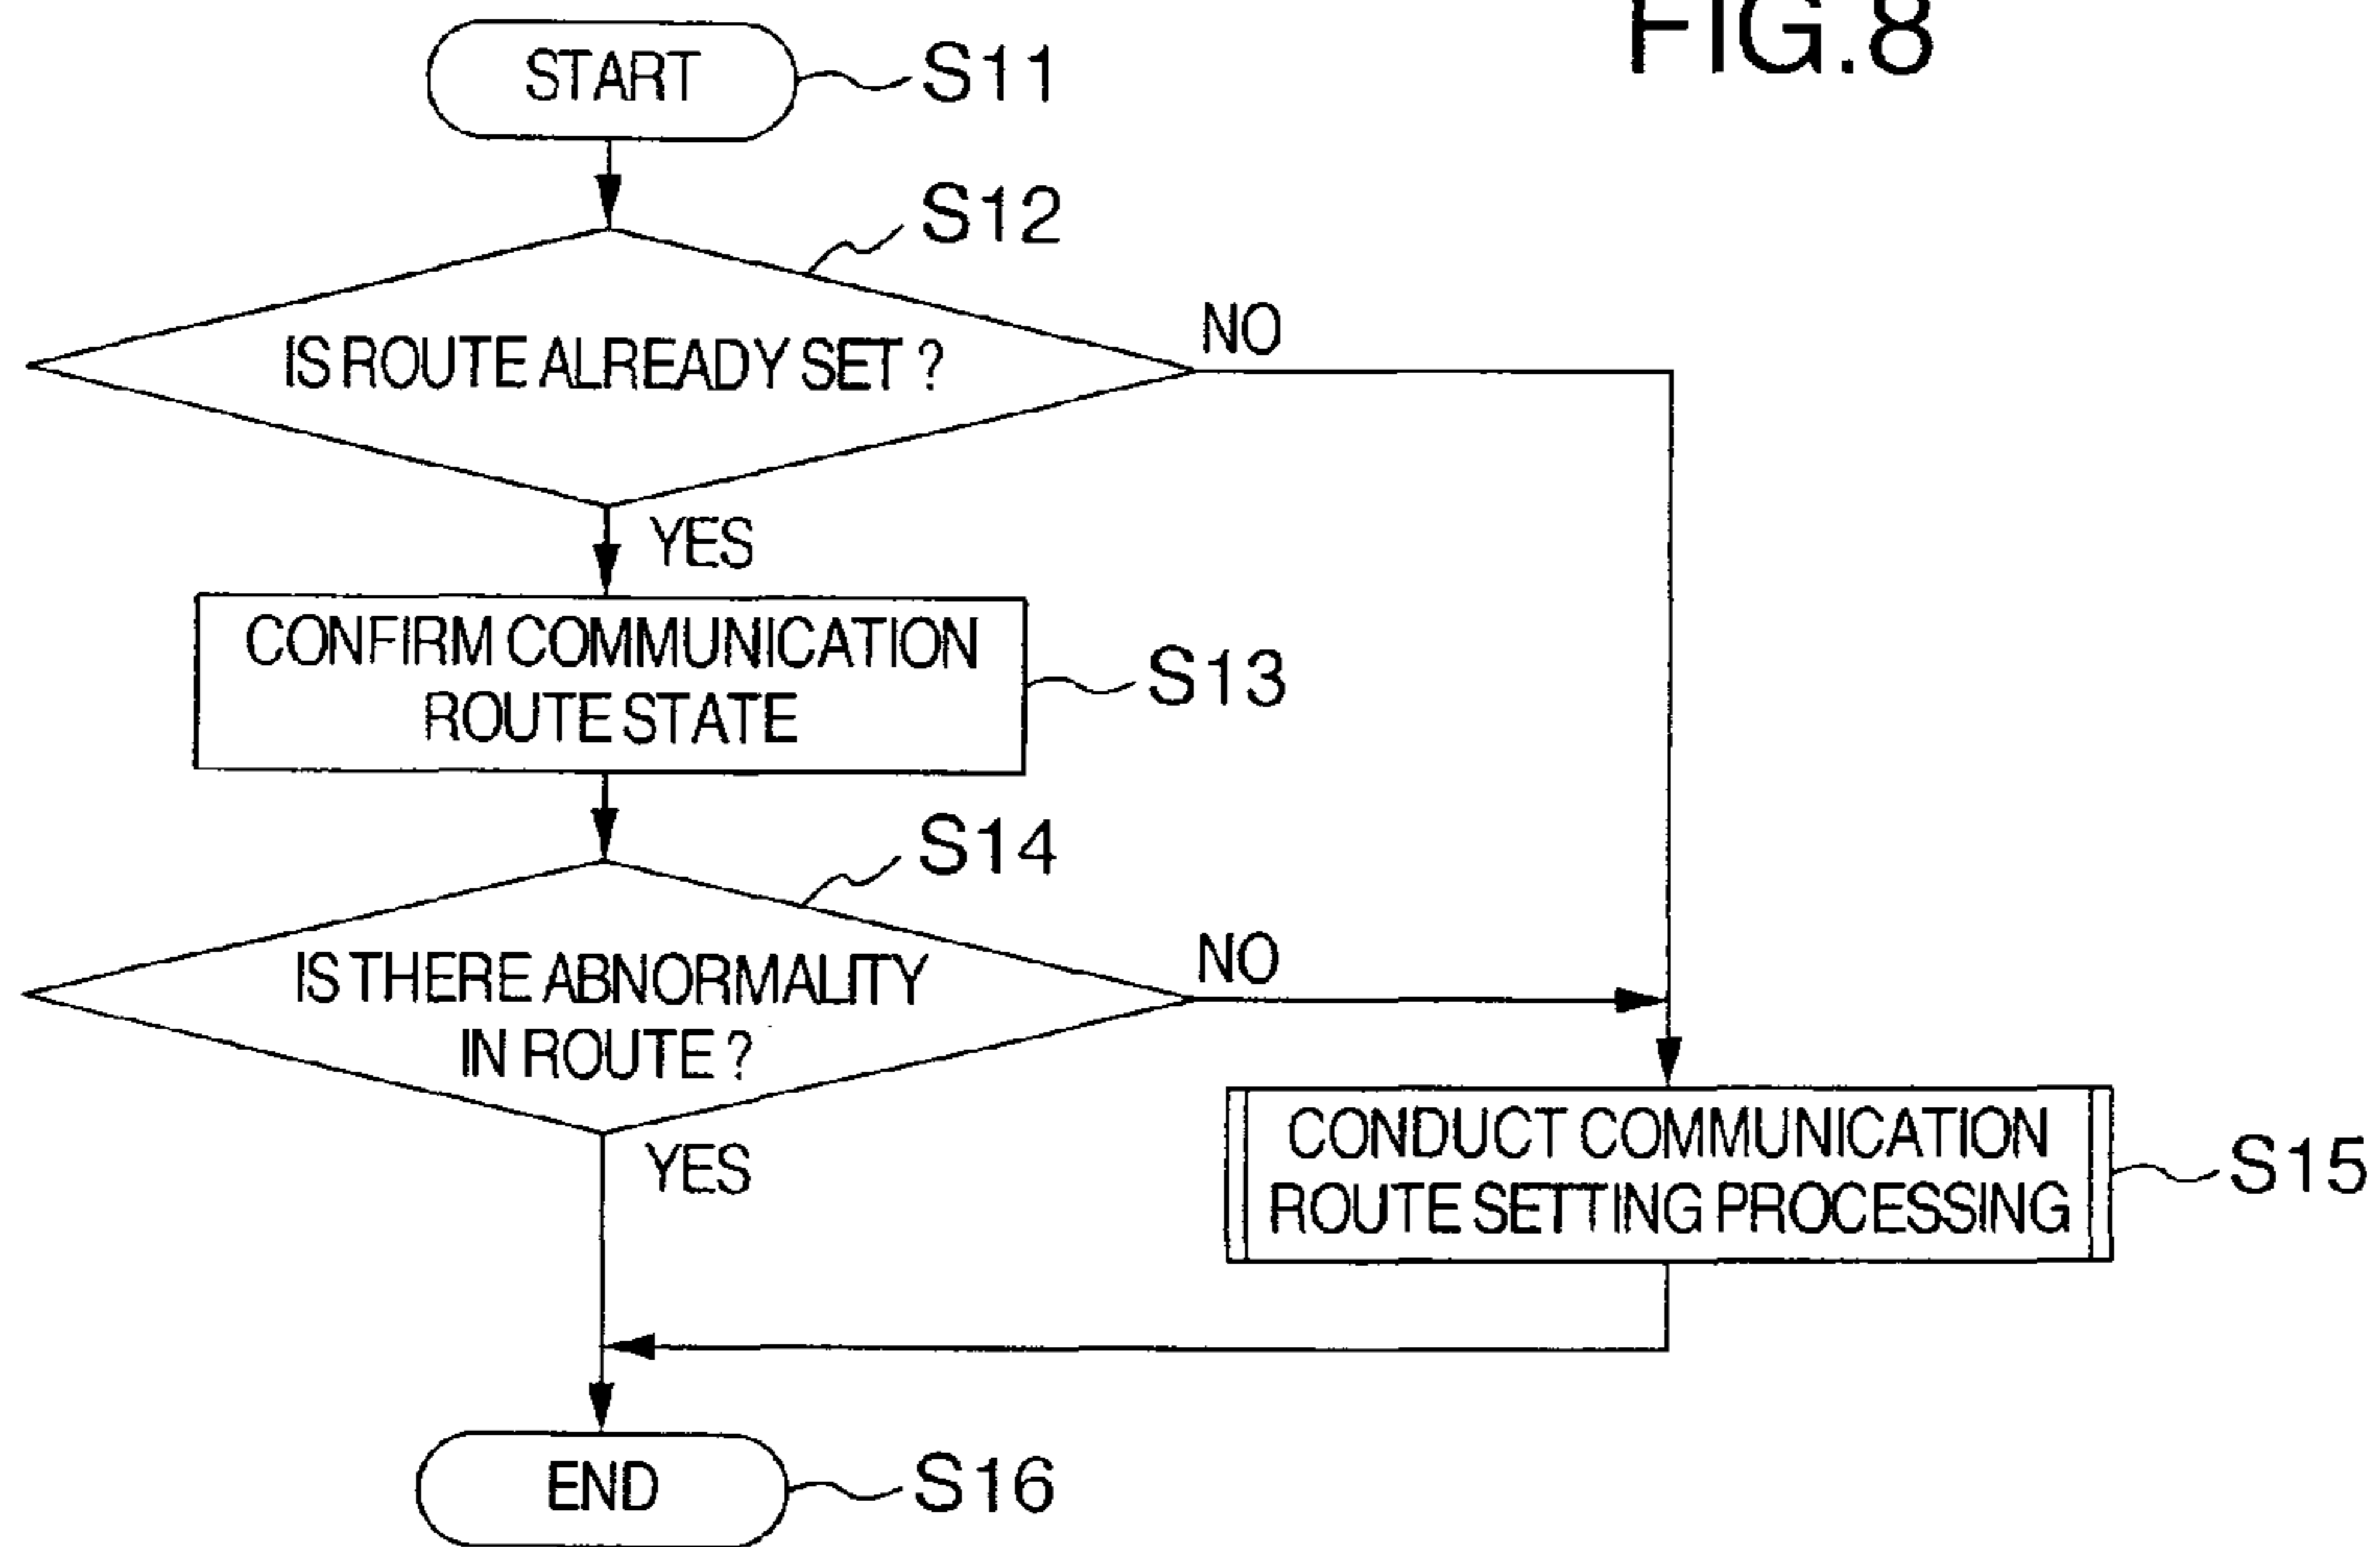 FIG.8
START
S11
S12
IS ROUTE ALREADY SET ?
NO
YES
CONFIRM COMMUNICATION
ROUTE STATE
S13
S14
IS THERE ABNORMALITY
IN ROUTE ?
NO
YES
CONDUCT COMMUNICATION
ROUTE SETTING PROCESSING
S15
END
S16